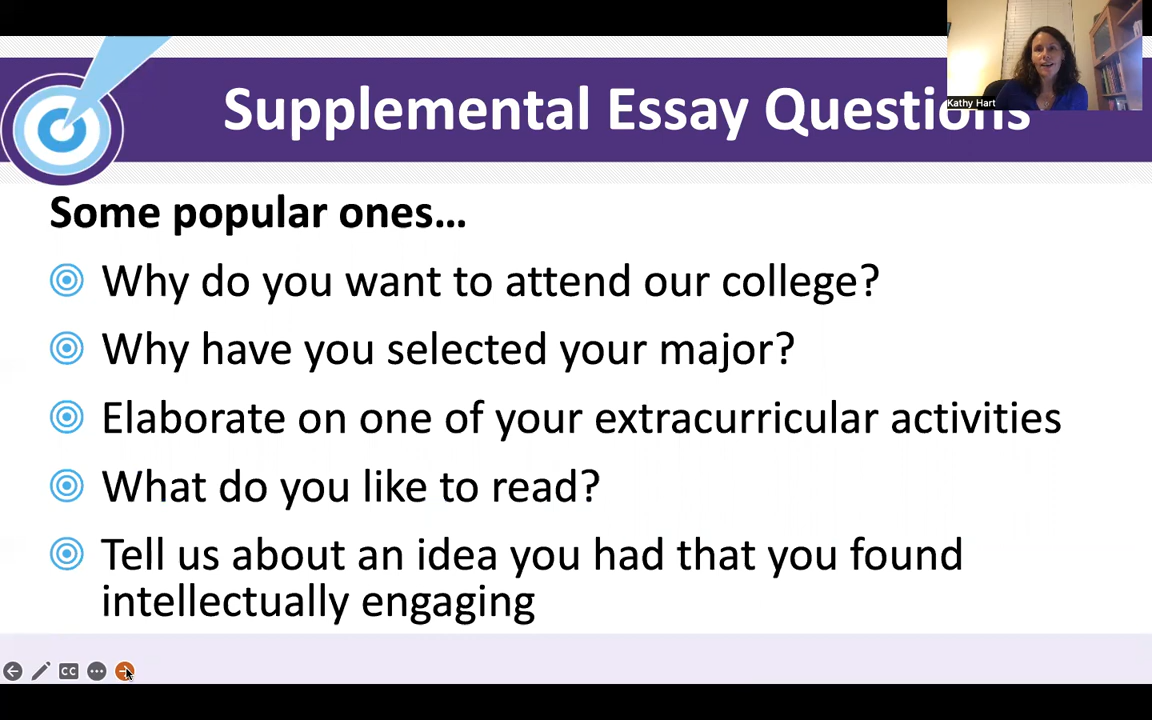 Supplemental Essay Questions
Kathy Hart
Some popular ones...
Why do you want to attend our college?
Why have you selected your major?
Elaborate on one of your extracurricular activities
What do you like to read?
Tell us about an idea you had that you found
intellectually engaging
CC